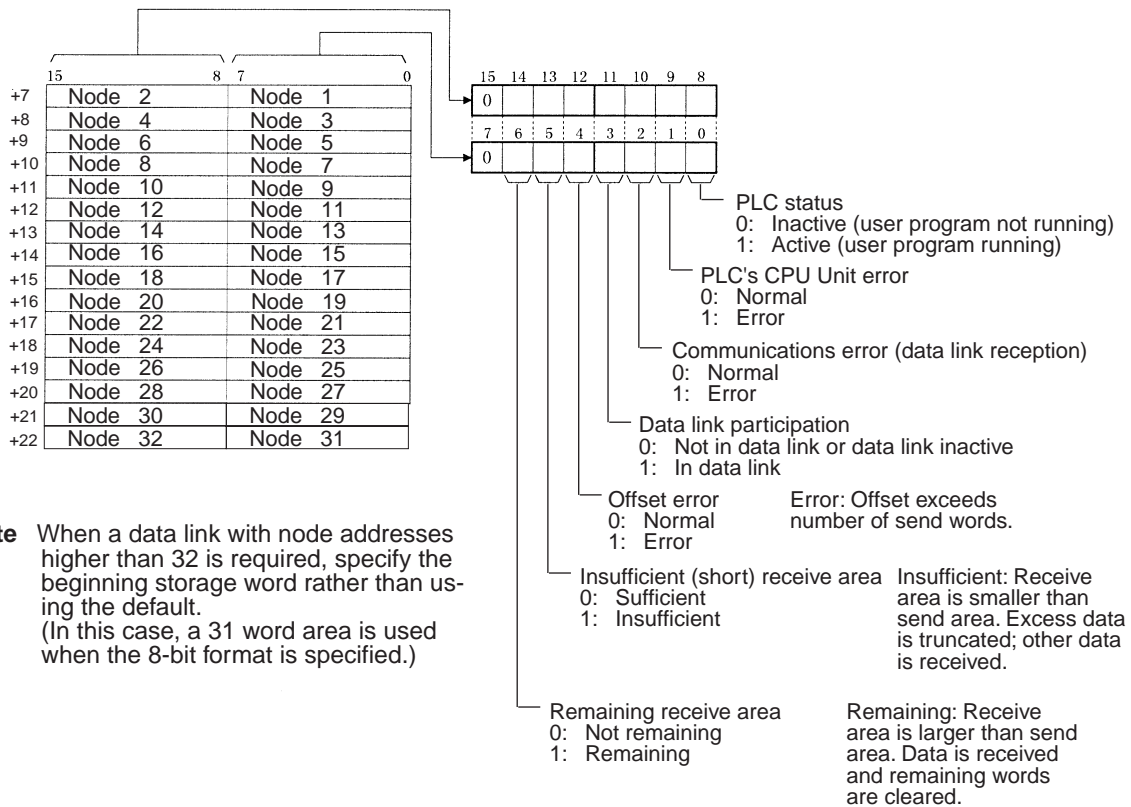 15 8 7 0
+7 Node 2 Node 1
+8 Node 4 Node 3
+9 Node 6 Node 5
+10 Node 8 Node 7
+11 Node 10 Node 9
+12 Node 12 Node 11
+13 Node 14 Node 13
+14 Node 16 Node 15
+15 Node 18 Node 17
+16 Node 20 Node 19
+17 Node 22 Node 21
+18 Node 24 Node 23
+19 Node 26 Node 25
+20 Node 28 Node 27
+21 Node 30 Node 29
+22 Node 32 Node 31
15 14 13 12 11 10 9 8
0
7 6 5 4 3 2 1 0
0
PLC status
0: Inactive (user program not running)
1: Active (user program running)
PLC's CPU Unit error
0: Normal
1: Error
Communications error (data link reception)
0: Normal
1: Error
Data link participation
0: Not in data link or data link inactive
1: In data link
Offset error
0: Normal
1: Error
Error: Offset exceeds
number of send words.
Insufficient (short) receive area
0: Sufficient
1: Insufficient
Insufficient: Receive
area is smaller than
send area. Excess data
is truncated; other data
is received.
Remaining receive area
0: Not remaining
1: Remaining
Remaining: Receive
area is larger than send
area. Data is received
and remaining words
are cleared.
te When a data link with node addresses
higher than 32 is required, specify the
beginning storage word rather than us-
ing the default.
(In this case, a 31 word area is used
when the 8-bit format is specified.)